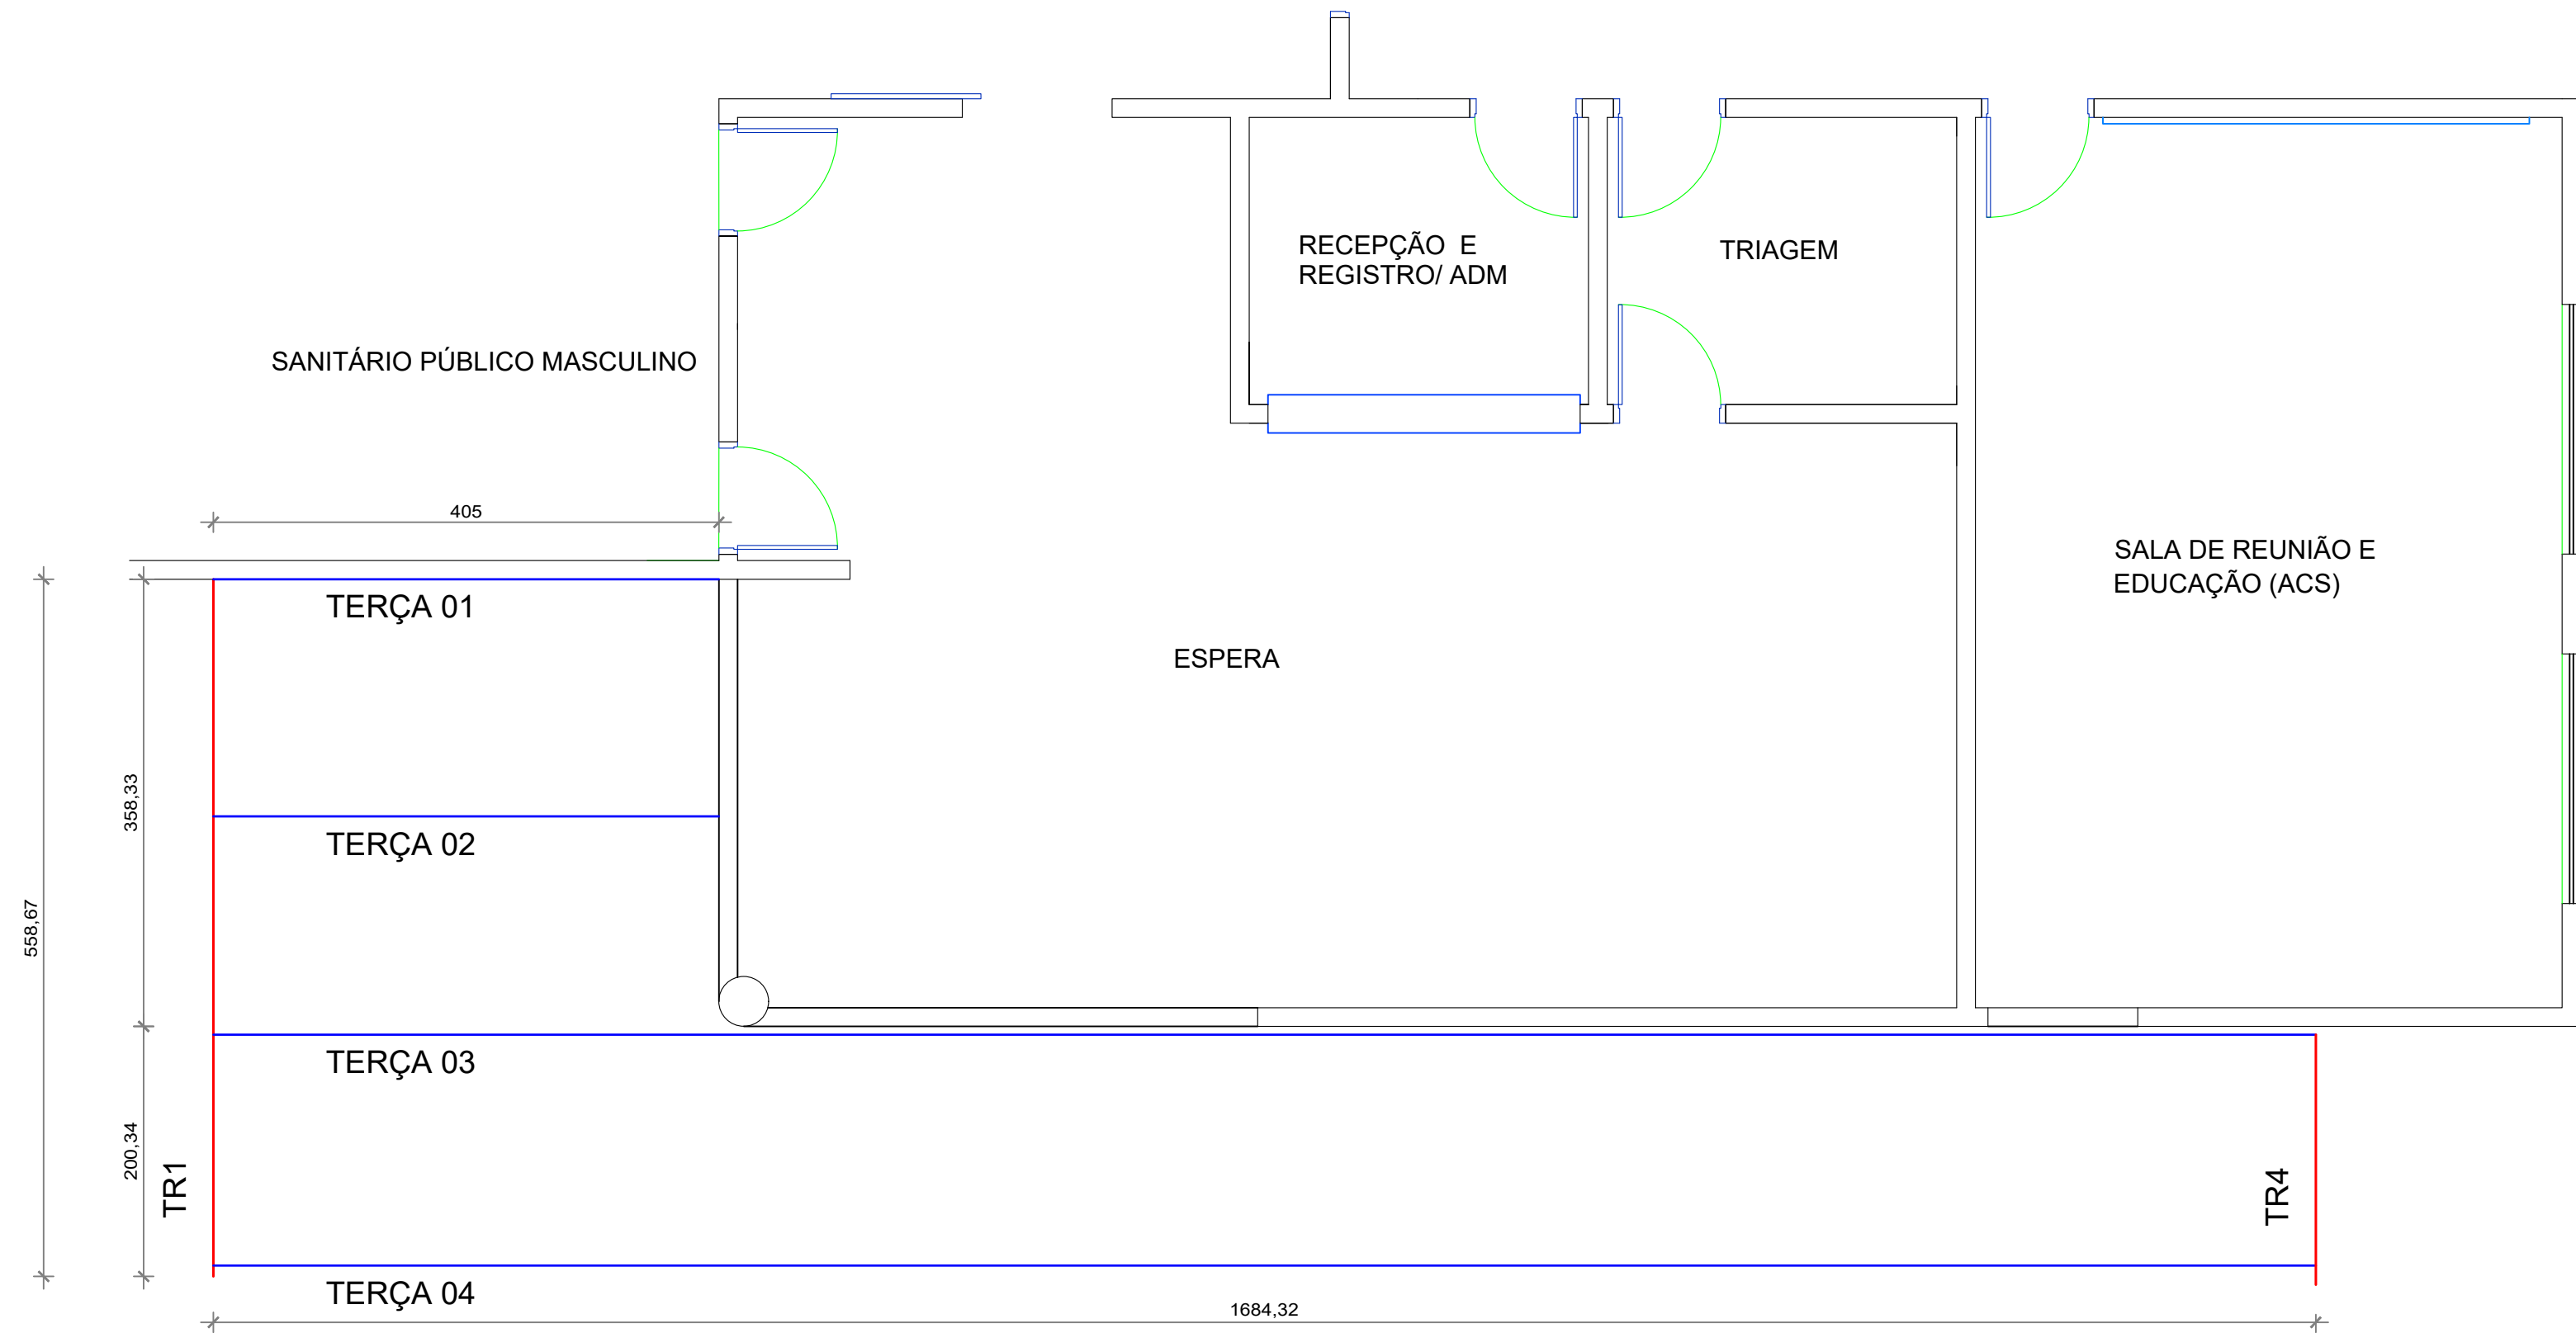 RECEPÇÃO E
REGISTRO/ ADM
TRIAGEM
SANITÁRIO PÚBLICO MASCULINO
405
SALA DE REUNIÃO E
EDUCAÇÃO (ACS)
TERÇA 01
ESPERA
358,33
TERÇA 02
558,67
TERÇA 03
200,34
TR1
TR4
TERÇA 04
1684,32